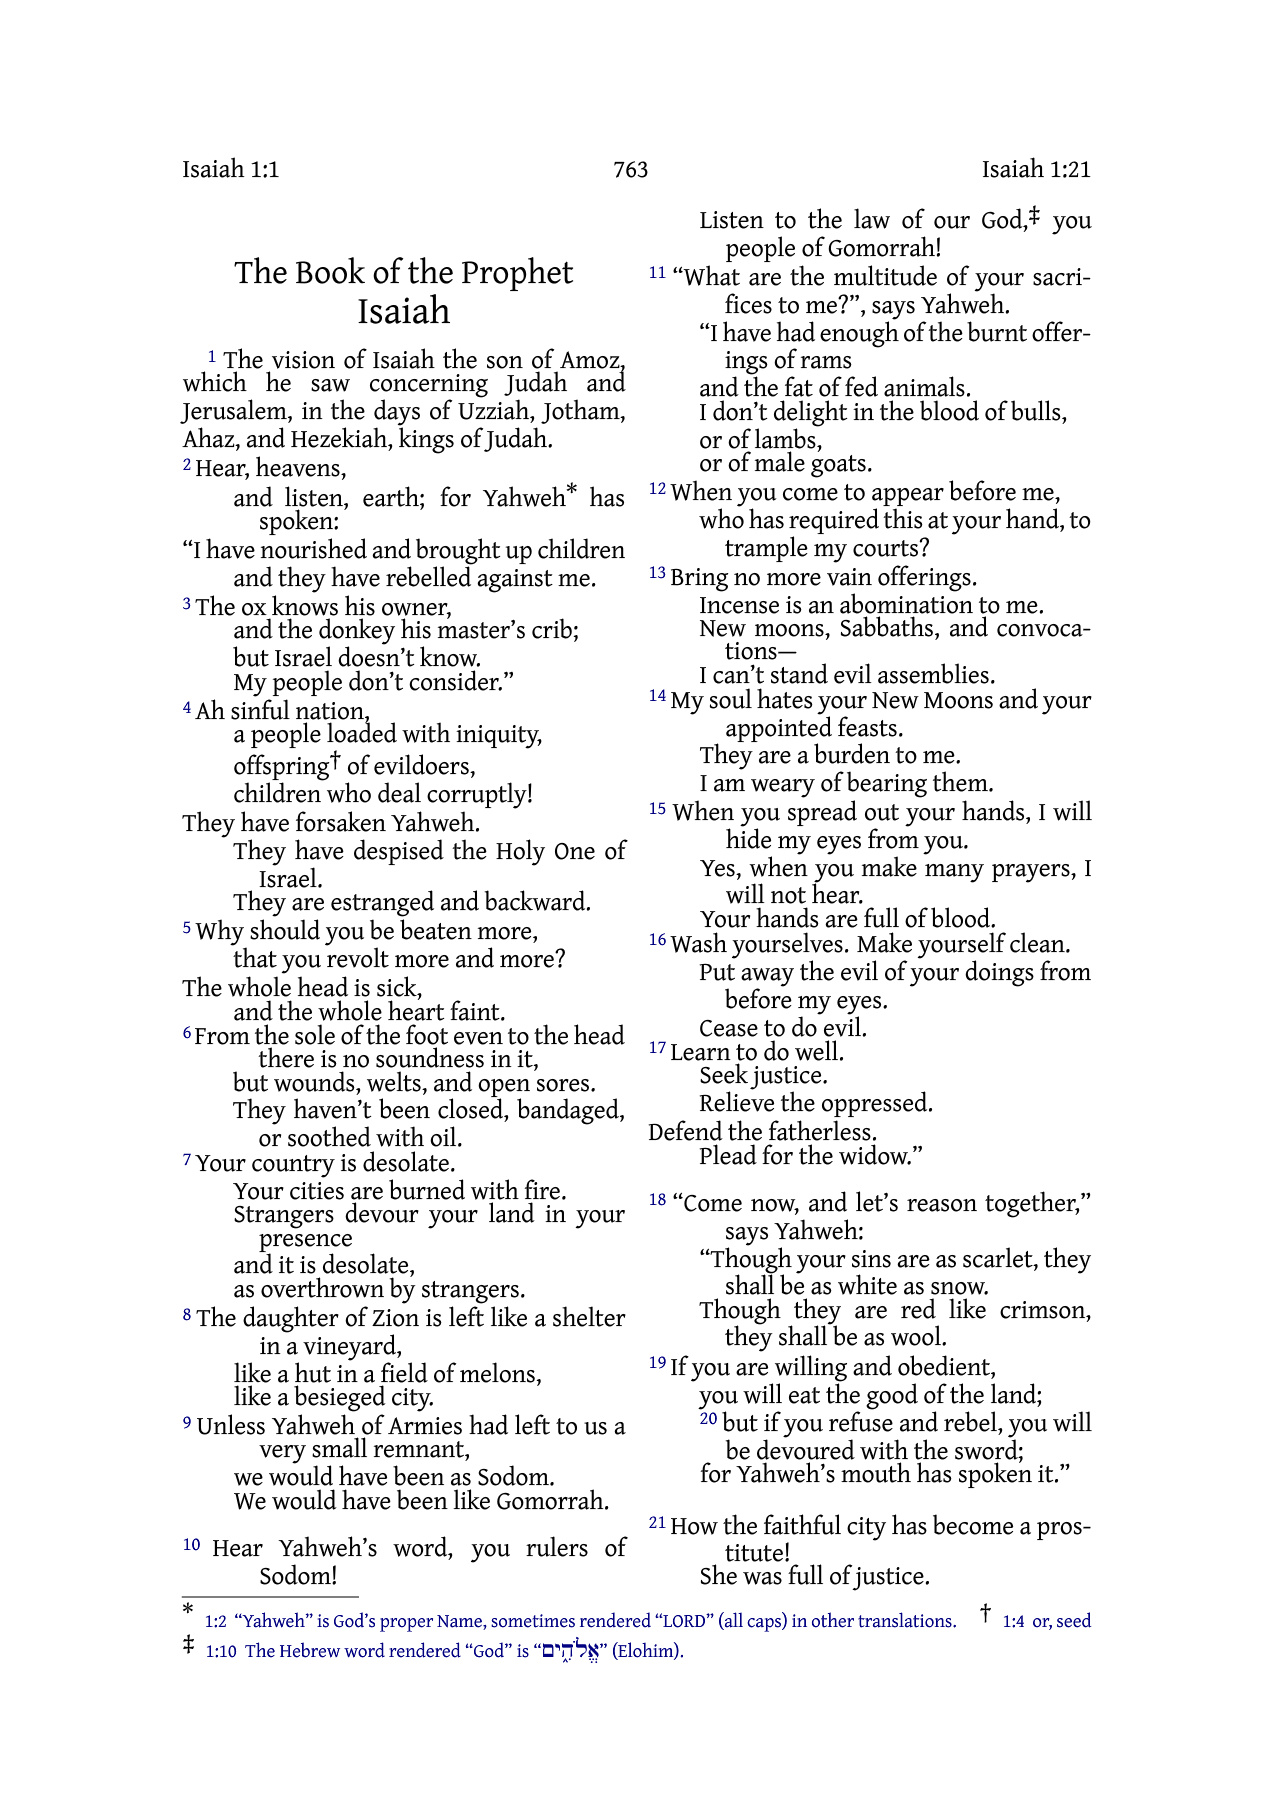 Isaiah 1:1 763 Isaiah 1:21
The Book of the Prophet
Isaiah
1 The vision of Isaiah the son of Amoz,
which he saw concerning Judah and
Jerusalem, in the days of Uzziah, Jotham,
Ahaz, and Hezekiah, kings of Judah.
2 Hear, heavens,
and listen, earth; for Yahweh* has
spoken:
“I have nourished and brought up children
and they have rebelled against me.
3 The ox knows his owner,
and the donkey his master’s crib;
but Israel doesn’t know.
My people don’t consider.”
4 Ah sinful nation,
a people loaded with iniquity,
offspring† of evildoers,
children who deal corruptly!
They have forsaken Yahweh.
They have despised the Holy One of
Israel.
They are estranged and backward.
5 Why should you be beaten more,
that you revolt more and more?
The whole head is sick,
and the whole heart faint.
6 From the sole of the foot even to the head
there is no soundness in it,
but wounds, welts, and open sores.
They haven’t been closed, bandaged,
or soothed with oil.
7 Your country is desolate.
Your cities are burned with fire.
Strangers devour your land in your
presence
and it is desolate,
as overthrown by strangers.
8 The daughter of Zion is left like a shelter
in a vineyard,
like a hut in a field of melons,
like a besieged city.
9 Unless Yahweh of Armies had left to us a
very small remnant,
we would have been as Sodom.
We would have been like Gomorrah.
10 Hear Yahweh’s word, you rulers of
Sodom!
Listen to the law of our God,‡ you
people of Gomorrah!
11 “What are the multitude of your sacri-
fices to me?”, says Yahweh.
“I have had enough of the burnt offer-
ings of rams
and the fat of fed animals.
I don’t delight in the blood of bulls,
or of lambs,
or of male goats.
12 When you come to appear before me,
who has required this at your hand, to
trample my courts?
13 Bring no more vain offerings.
Incense is an abomination to me.
New moons, Sabbaths, and convoca-
tions—
I can’t stand evil assemblies.
14 My soul hates your New Moons and your
appointed feasts.
They are a burden to me.
I am weary of bearing them.
15 When you spread out your hands, I will
hide my eyes from you.
Yes, when you make many prayers, I
will not hear.
Your hands are full of blood.
16 Wash yourselves. Make yourself clean.
Put away the evil of your doings from
before my eyes.
Cease to do evil.
17 Learn to do well.
Seek justice.
Relieve the oppressed.
Defend the fatherless.
Plead for the widow.”
18 “Come now, and let’s reason together,”
says Yahweh:
“Though your sins are as scarlet, they
shall be as white as snow.
Though they are red like crimson,
they shall be as wool.
19 If you are willing and obedient,
you will eat the good of the land;
20 but if you refuse and rebel, you will
be devoured with the sword;
for Yahweh’s mouth has spoken it.”
21 How the faithful city has become a pros-
titute!
She was full of justice.
* 1:2 “Yahweh” is God’s proper Name, sometimes rendered “LORD” (all caps) in other translations. † 1:4 or, seed
‡ 1:10 The Hebrew word rendered “God” is “אֱלֹהִ֑ים” (Elohim).